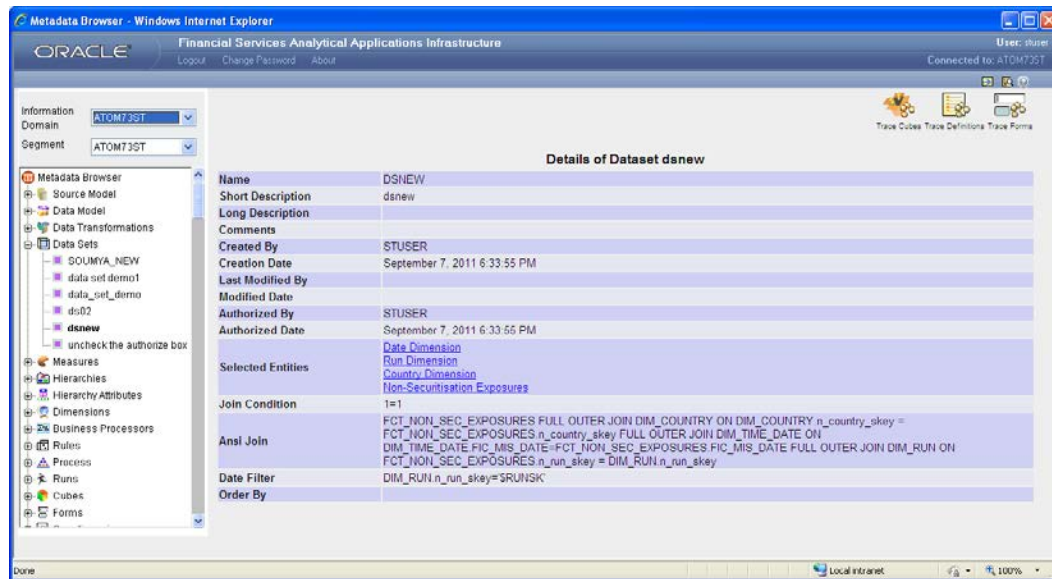 Metadata Browser - Windows Internet Explorer
ORACLE
Financial Services Analytical Applications Infrastructure
User: stuser
Logout Change Password About
Connected to: ATOM73ST
Information Domain
ATOM73ST
Segment
ATOM73ST
Trace Cubes Trace Definitions Trace Forms
Metadata Browser
Source Model
Data Model
Data Transformations
Data Sets
SOUMYA_NEW
data set demo1
data_set_demo
ds02
dsnew
uncheck the authorize box
Measures
Hierarchies
Hierarchy Attributes
Dimensions
Business Processors
Rules
Process
Runs
Cubes
Forms
Details of Dataset dsnew
Name DSNEW
Short Description dsnew
Long Description
Comments
Created By STUSER
Creation Date September 7, 2011 6:33:55 PM
Last Modified By
Modified Date
Authorized By STUSER
Authorized Date September 7, 2011 6:33:55 PM
Selected Entities
Date Dimension
Run Dimension
Country Dimension
Non-Securitisation Exposures
Join Condition 1=1
Ansi Join
FCT_NON_SEC_EXPOSURES FULL OUTER JOIN DIM_COUNTRY ON DIM_COUNTRY.n_country_skey =
FCT_NON_SEC_EXPOSURES.n_country_skey FULL OUTER JOIN DIM_TIME_DATE ON
DIM_TIME_DATE.FIC_MIS_DATE=FCT_NON_SEC_EXPOSURES.FIC_MIS_DATE FULL OUTER JOIN DIM_RUN ON
FCT_NON_SEC_EXPOSURES.n_run_skey = DIM_RUN.n_run_skey
Date Filter DIM_RUN.n_run_skey='$RUNSK'
Order By
Done
Local intranet
100%